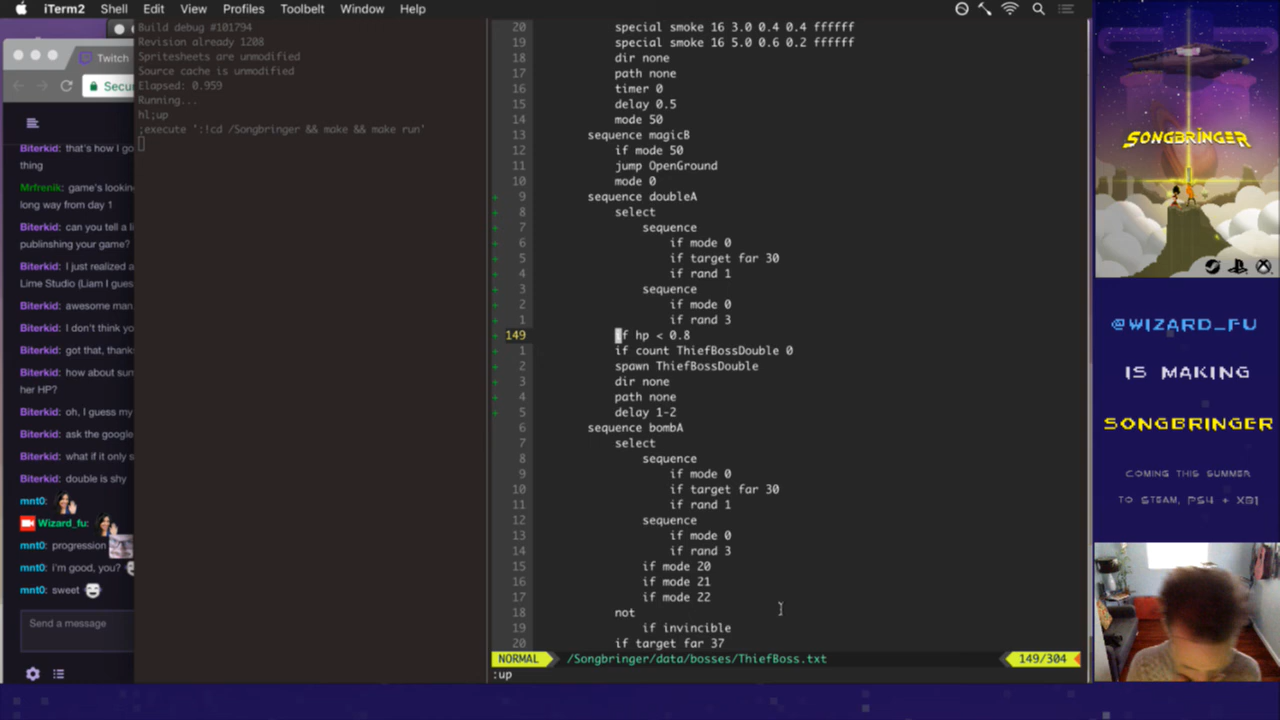 iTerm2 Shell Edit View Profiles Toolbelt Window Help
Twitch
Secur
Biterkid: that's how I go
thing
Mrfrenik: game's lookin
long way from day 1
Biterkid: can you tell a li
publinshing your game?
Biterkid: I just realized a
Lime Studio (Liam I guess
Biterkid: awesome man.
Biterkid: I don't think yo
Biterkid: got that, thank
Biterkid: how about su
her HP?
Biterkid: oh, I guess my
Biterkid: ask the google
Biterkid: what if it only s
Biterkid: double is shy
mnt0:
Wizard_fu:
mnt0: progression
mnt0: i'm good, you?
mnt0: sweet
Send a message
Build debug #101794
Revision already 1208
Spritesheets are unmodified
Source cache is unmodified
Elapsed: 0.959
Running...
hl;up
;execute ':!cd /Songbringer && make && make run'
20 special smoke 16 3.0 0.4 0.4 ffffff
19 special smoke 16 5.0 0.6 0.2 ffffff
18 dir none
17 path none
16 timer 0
15 delay 0.5
14 mode 50
13 sequence magicB
12 if mode 50
11 jump OpenGround
10 mode 0
+ 9 sequence doubleA
+ 8 select
+ 7 sequence
+ 6 if mode 0
+ 5 if target far 30
+ 4 if rand 1
+ 3 sequence
+ 2 if mode 0
+ 1 if rand 3
+ 149 if hp < 0.8
+ 1 if count ThiefBossDouble 0
+ 2 spawn ThiefBossDouble
+ 3 dir none
+ 4 path none
+ 5 delay 1-2
6 sequence bombA
7 select
8 sequence
9 if mode 0
10 if target far 30
11 if rand 1
12 sequence
13 if mode 0
14 if rand 3
15 if mode 20
16 if mode 21
17 if mode 22
18 not
19 if invincible
20 if target far 37
NORMAL /Songbringer/data/bosses/ThiefBoss.txt 149/304
:up
SONGBRINGER
@WIZARD_FU
IS MAKING
SONGBRINGER
COMING THIS SUMMER
TO STEAM, PS4 + XB1